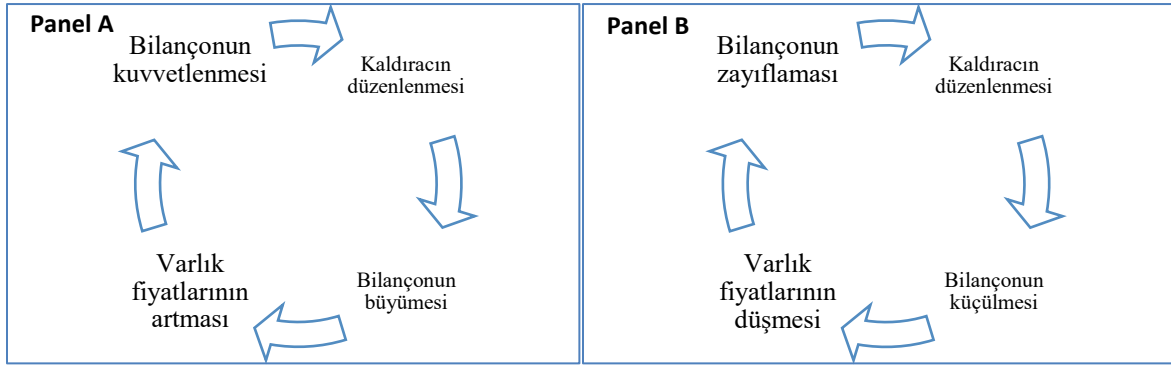 Panel A
Bilançonun
kuvvetlenmesi
Kaldıracın
düzenlenmesi
Bilançonun
büyümesi
Varlık
fiyatlarının
artması
Panel B
Bilançonun
zayıflaması
Kaldıracın
düzenlenmesi
Bilançonun
küçülmesi
Varlık
fiyatlarının
düşmesi